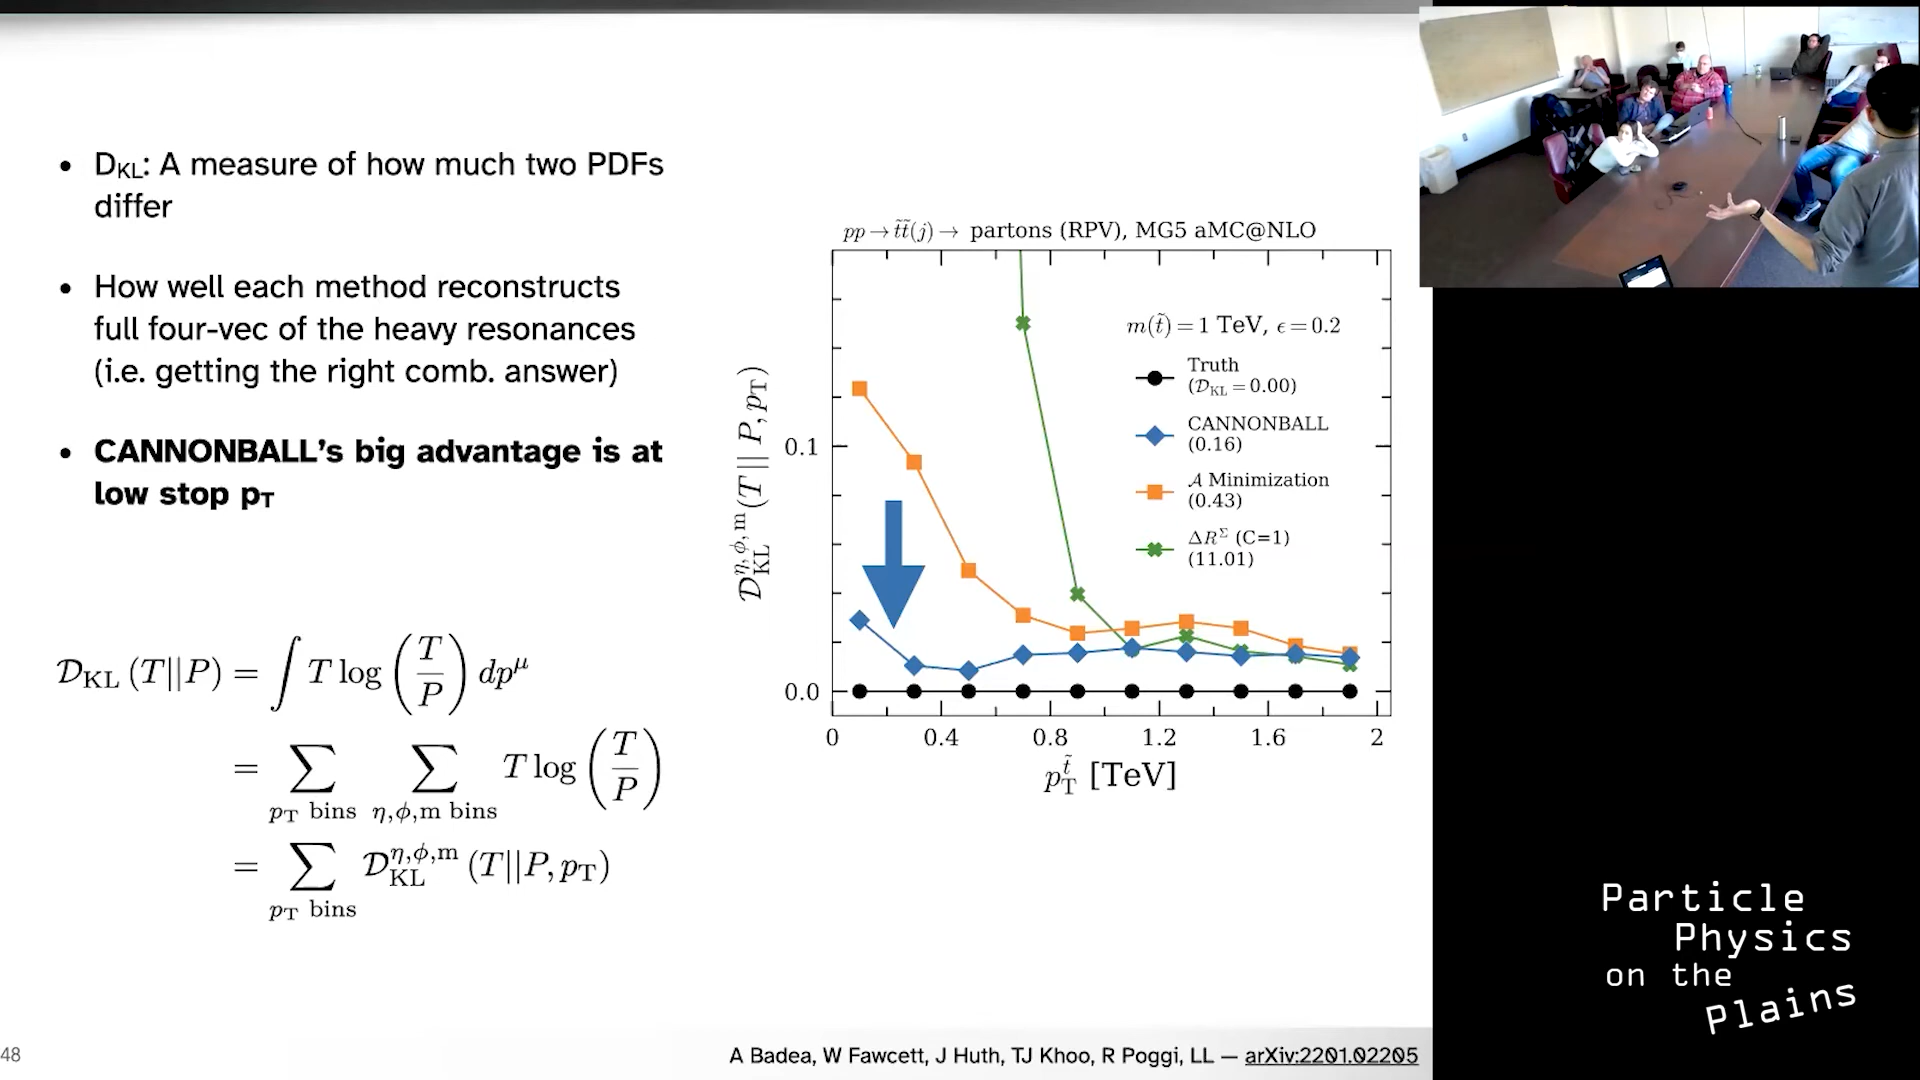 • D_KL: A measure of how much two PDFs
differ
• How well each method reconstructs
full four-vec of the heavy resonances
(i.e. getting the right comb. answer)
• CANNONBALL's big advantage is at
low stop p_T
𝒟_KL (T||P) = ∫ T log (T/P) dp^μ
= ∑_{p_T bins} ∑_{η,ϕ,m bins} T log (T/P)
= ∑_{p_T bins} 𝒟_KL^{η,ϕ,m} (T||P, p_T)
pp → t̃t̃(j) → partons (RPV), MG5 aMC@NLO
m(t̃) = 1 TeV, ϵ = 0.2
Truth
(𝒟_KL = 0.00)
CANNONBALL
(0.16)
𝒜 Minimization
(0.43)
ΔR^Σ (C=1)
(11.01)
𝒟_KL^{η,ϕ,m}(T || P, p_T)
0.1
0.0
0 0.4 0.8 1.2 1.6 2
p_T^t̃ [TeV]
48
A Badea, W Fawcett, J Huth, TJ Khoo, R Poggi, LL — arXiv:2201.02205
Particle
Physics
on the
Plains